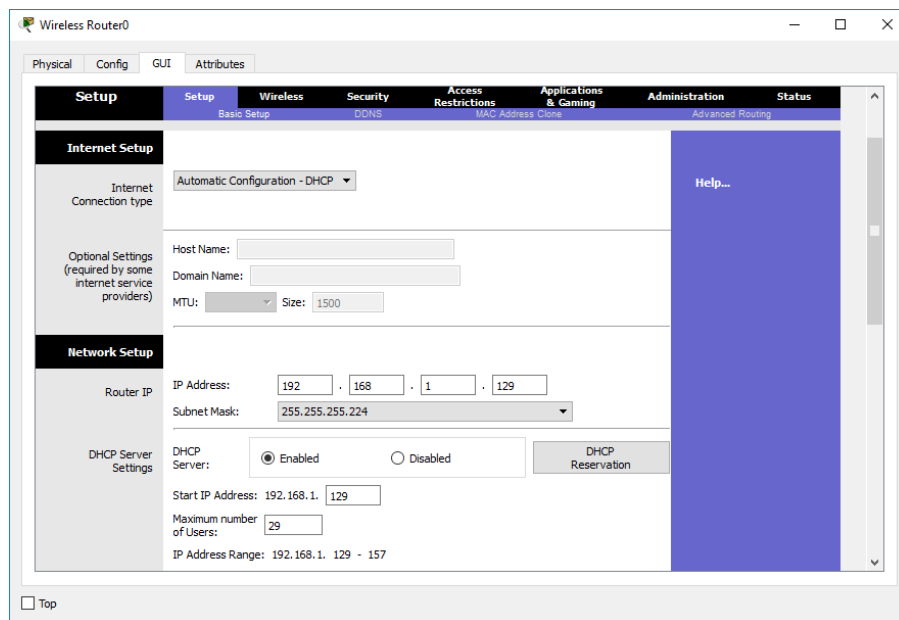 Wireless Router0
Physical Config GUI Attributes
Setup
Setup Wireless Security Access Restrictions Applications & Gaming Administration Status
Basic Setup DDNS MAC Address Clone Advanced Routing
Internet Setup
Help...
Internet Connection type
Automatic Configuration - DHCP
Optional Settings
(required by some
internet service
providers)
Host Name:
Domain Name:
MTU: Size: 1500
Network Setup
Router IP
IP Address: 192 . 168 . 1 . 129
Subnet Mask: 255.255.255.224
DHCP Server
Settings
DHCP
Server: Enabled Disabled
DHCP
Reservation
Start IP Address: 192.168.1. 129
Maximum number
of Users: 29
IP Address Range: 192.168.1. 129 - 157
Top